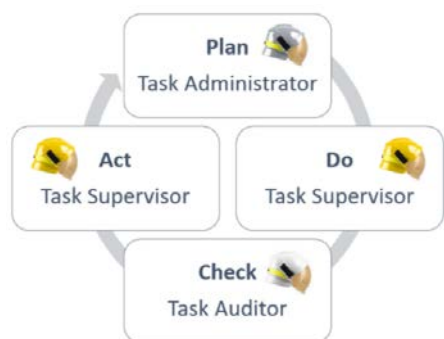 Plan
Task Administrator
Act
Task Supervisor
Do
Task Supervisor
Check
Task Auditor